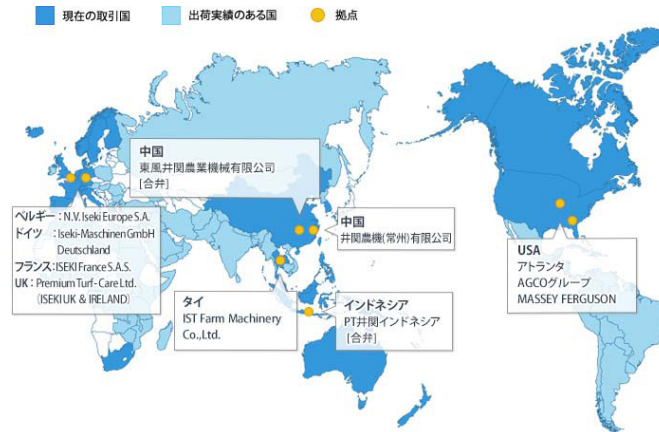 現在の取引国
出荷実績のある国
拠点
中国
東風井関農業機械有限公司
[合弁]
ベルギー：N.V. Iseki Europe S.A.
ドイツ ：Iseki-Maschinen GmbH
Deutschland
フランス：ISEKI France S.A.S.
UK：Premium Turf-Care Ltd.
(ISEKI UK & IRELAND)
中国
井関農機(常州)有限公司
タイ
IST Farm Machinery
Co.,Ltd.
インドネシア
PT井関インドネシア
[合弁]
USA
アトランタ
AGCOグループ
MASSEY FERGUSON